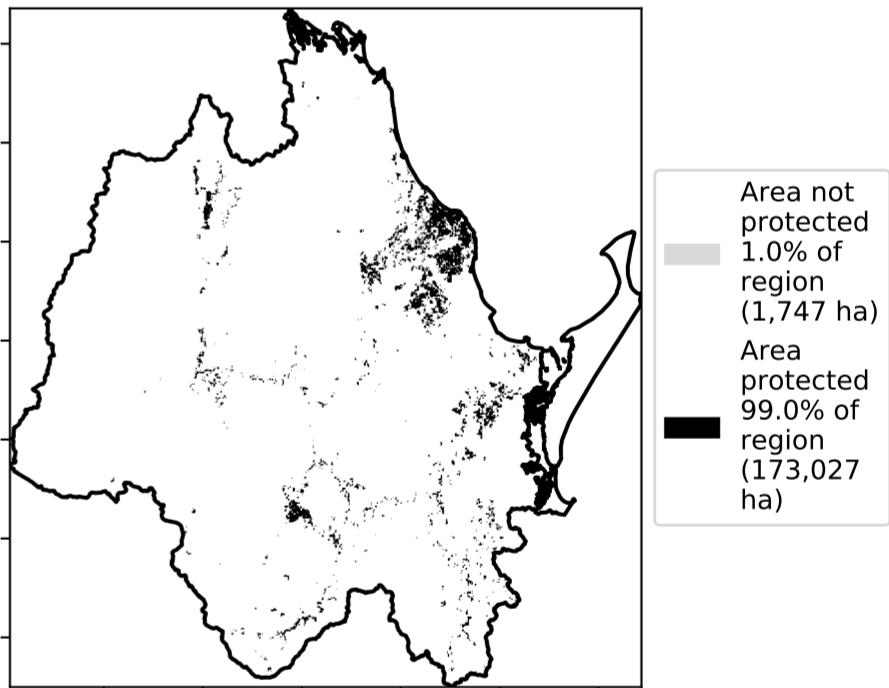 Area not
protected
1.0% of
region
(1,747 ha)
Area
protected
99.0% of
region
(173,027
ha)